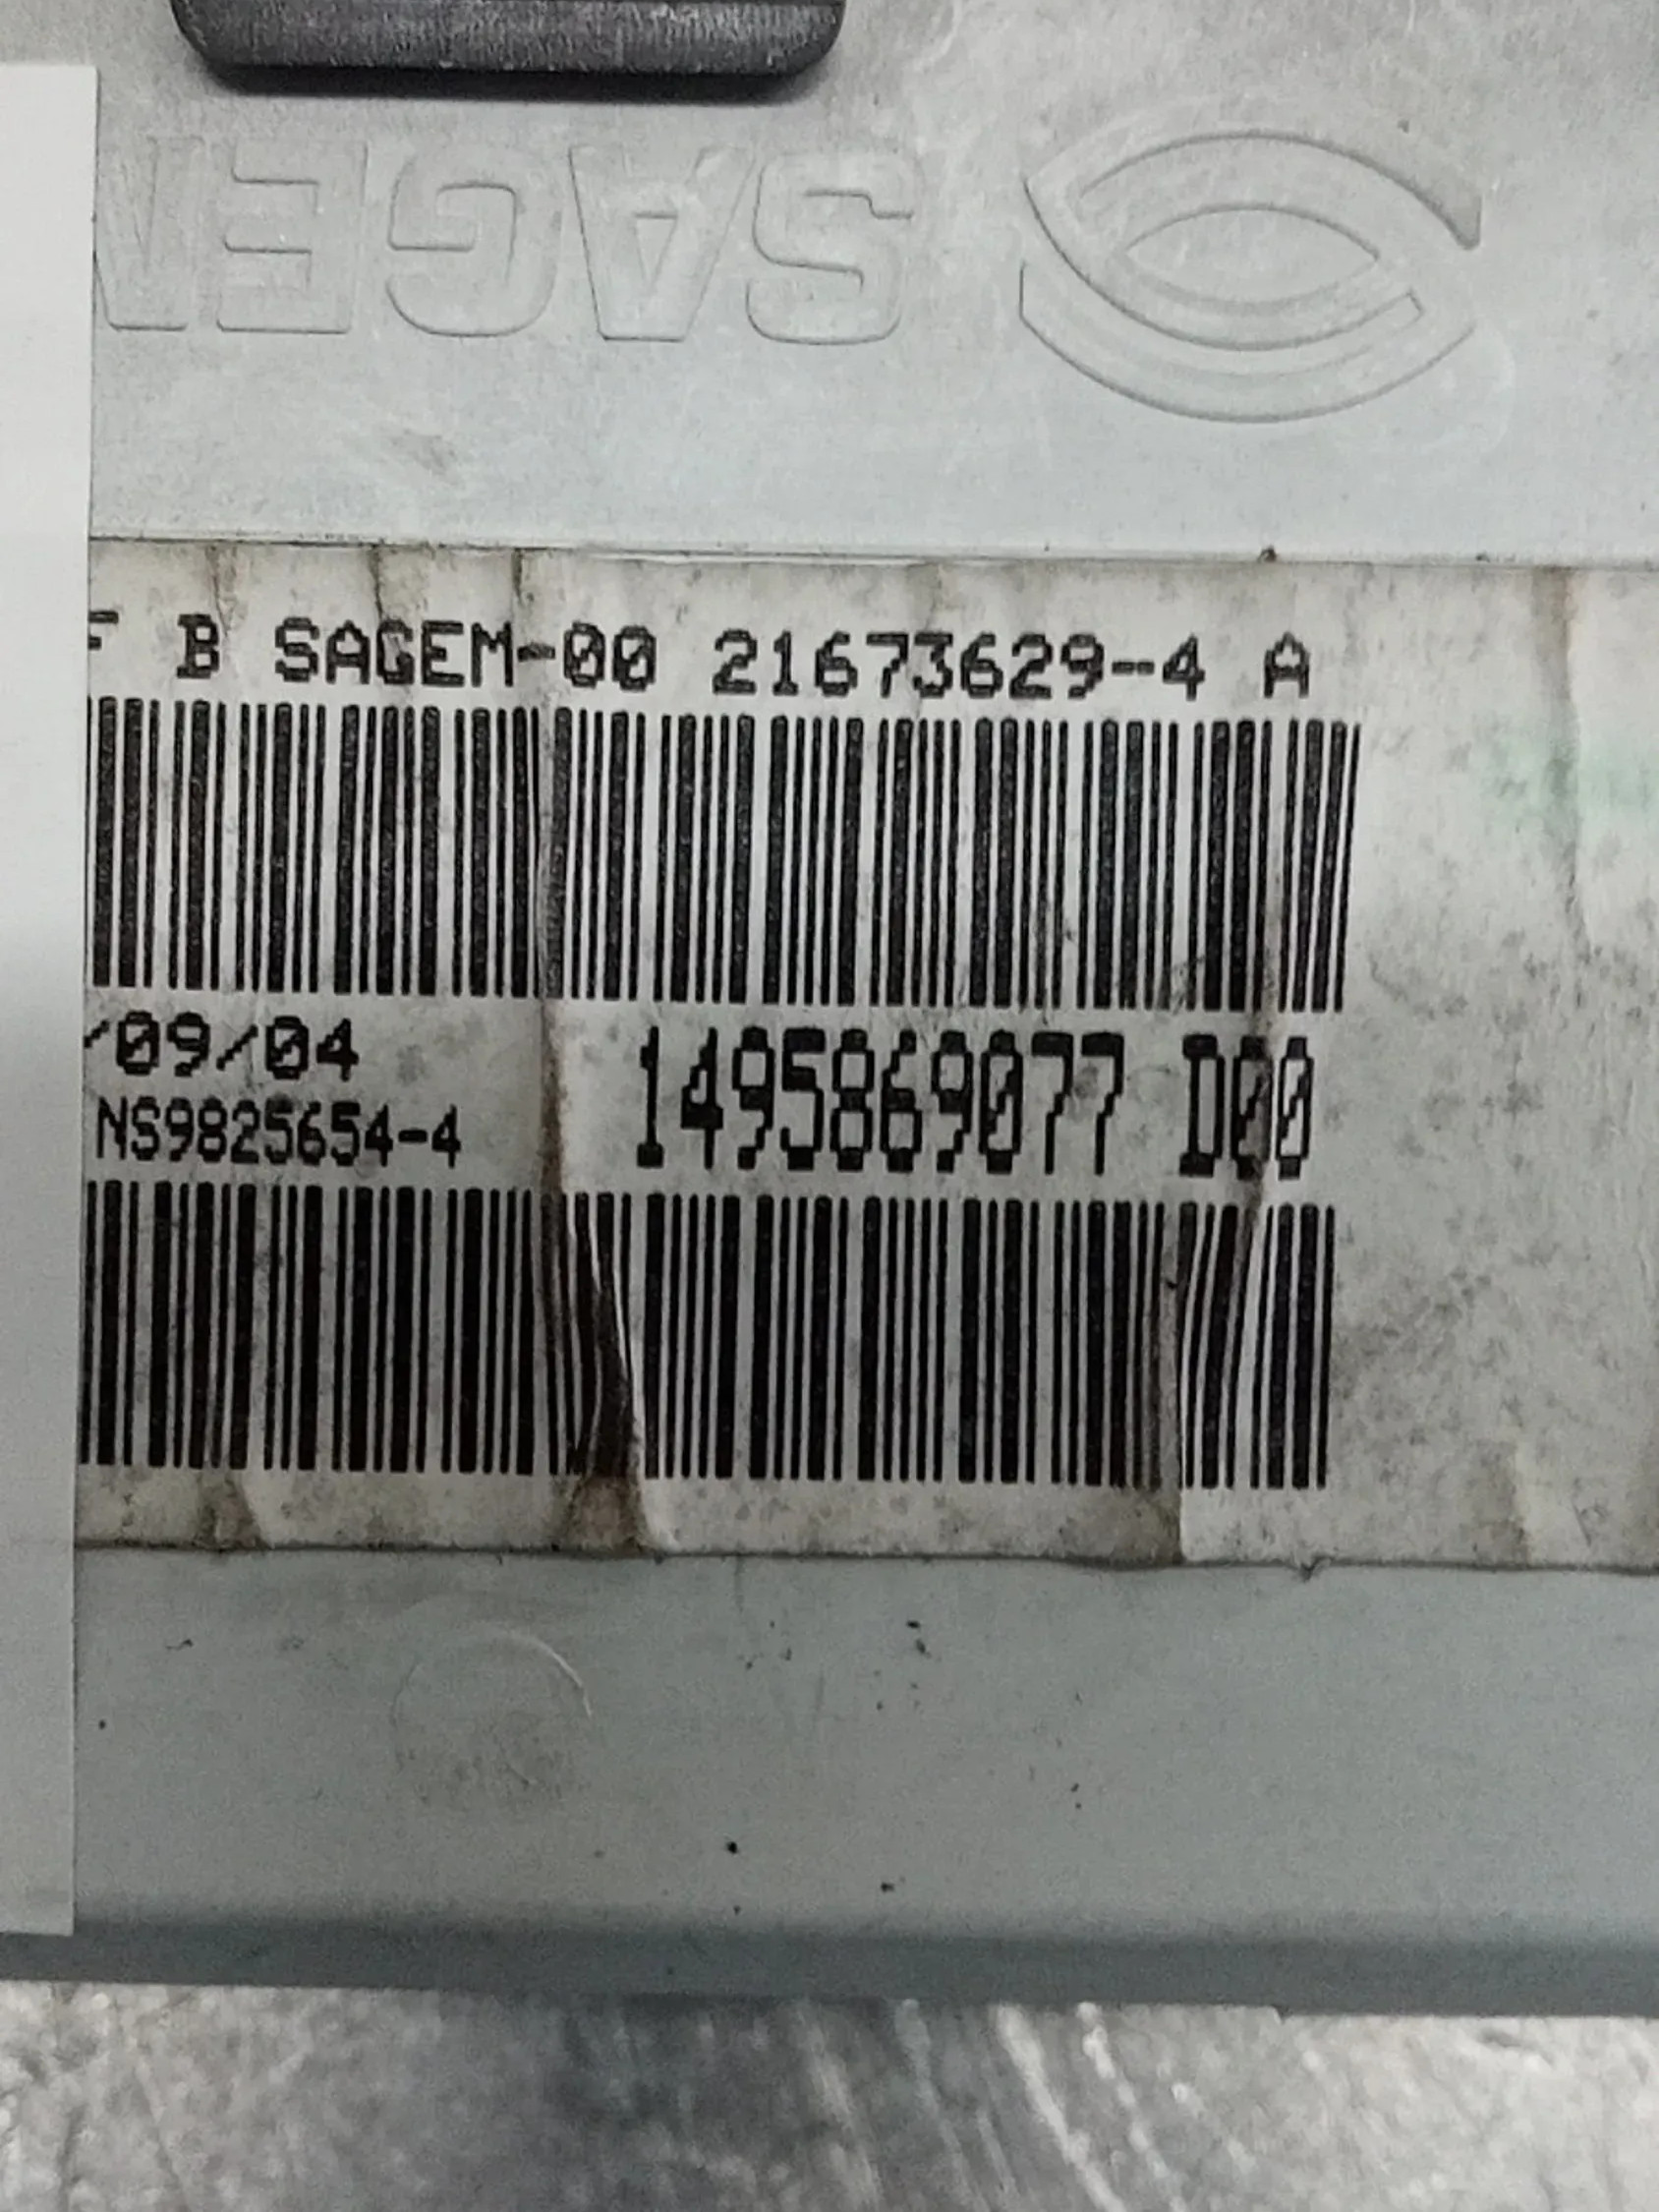 SAGEM
F B SAGEM-00 21673629-4 A
/09/04
NS9825654-4
1495869077 D00